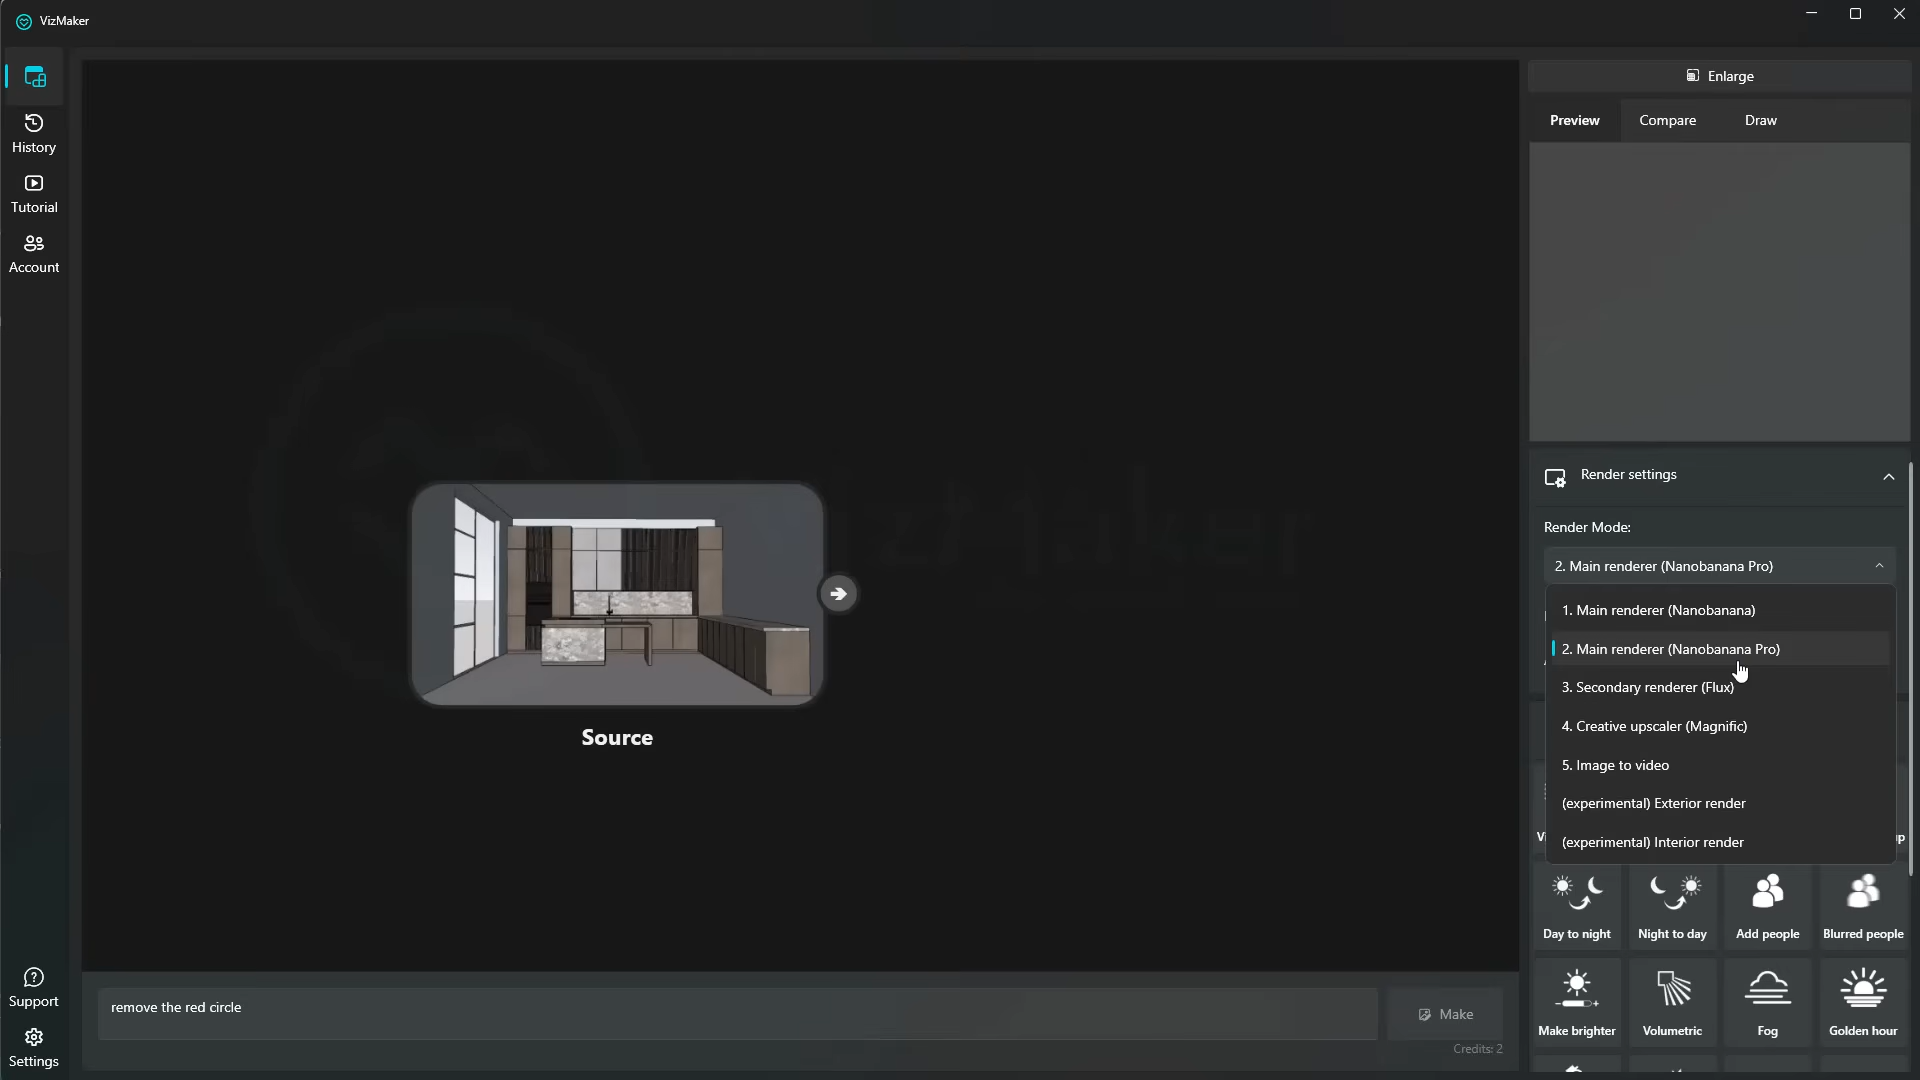 VizMaker
Enlarge
Preview
Compare
Draw
History
Tutorial
Account
Render settings
Render Mode:
2. Main renderer (Nanobanana Pro)
1. Main renderer (Nanobanana)
2. Main renderer (Nanobanana Pro)
3. Secondary renderer (Flux)
4. Creative upscaler (Magnific)
5. Image to video
(experimental) Exterior render
(experimental) Interior render
Source
Day to night
Night to day
Add people
Blurred people
Make brighter
Volumetric
Fog
Golden hour
remove the red circle
Make
Credits: 2
Support
Settings